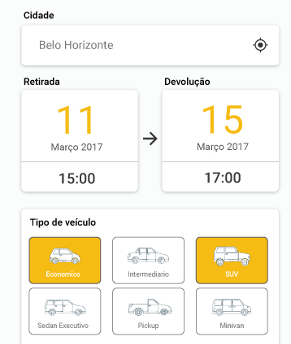 Cidade
Belo Horizonte
Retirada
Devolução
11
15
Março 2017
Março 2017
15:00
17:00
Tipo de veículo
Economico
Intermediario
SUV
Sedan Executivo
Pickup
Minivan